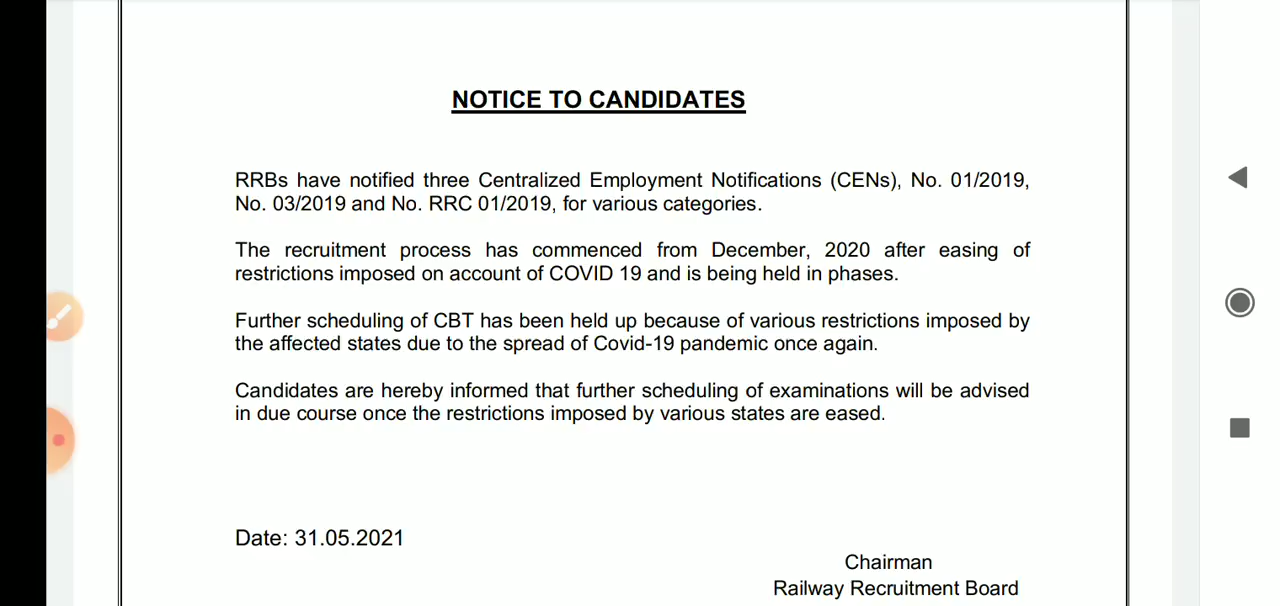 NOTICE TO CANDIDATES
RRBs have notified three Centralized Employment Notifications (CENs), No. 01/2019,
No. 03/2019 and No. RRC 01/2019, for various categories.
The recruitment process has commenced from December, 2020 after easing of
restrictions imposed on account of COVID 19 and is being held in phases.
Further scheduling of CBT has been held up because of various restrictions imposed by
the affected states due to the spread of Covid-19 pandemic once again.
Candidates are hereby informed that further scheduling of examinations will be advised
in due course once the restrictions imposed by various states are eased.
Date: 31.05.2021
Chairman
Railway Recruitment Board